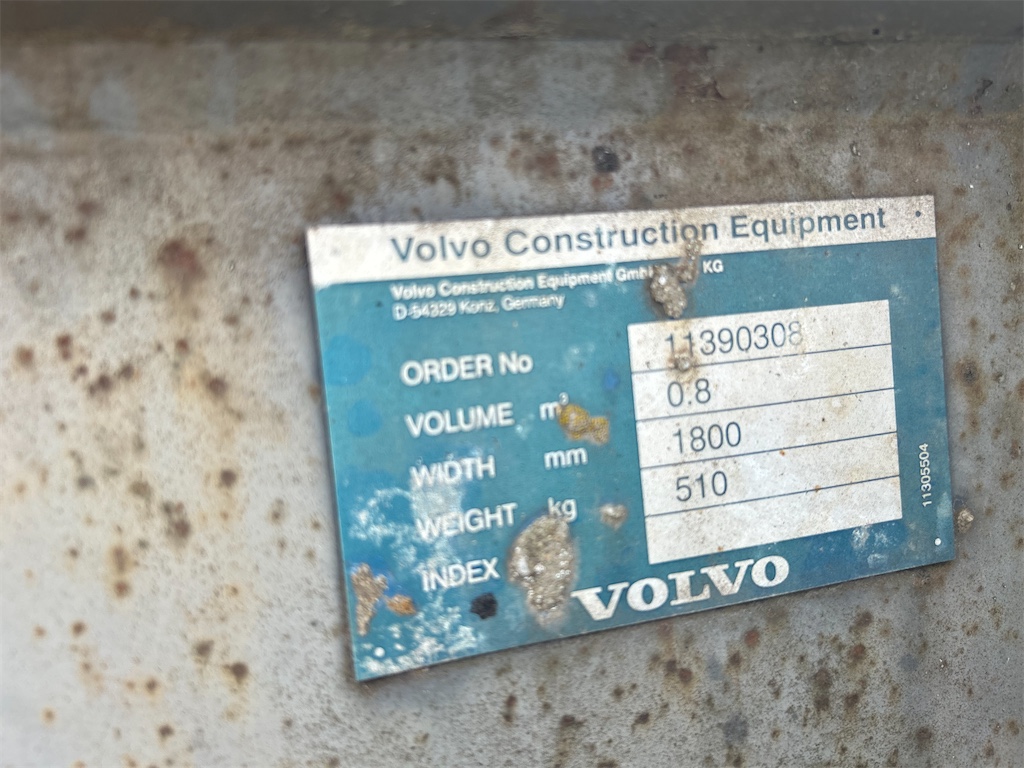 Volvo Construction Equipment
Volvo Construction Equipment GmbH KG
D-54329 Konz, Germany
ORDER No 11390308
VOLUME m³ 0.8
WIDTH mm 1800
WEIGHT kg 510
INDEX
11305504
VOLVO